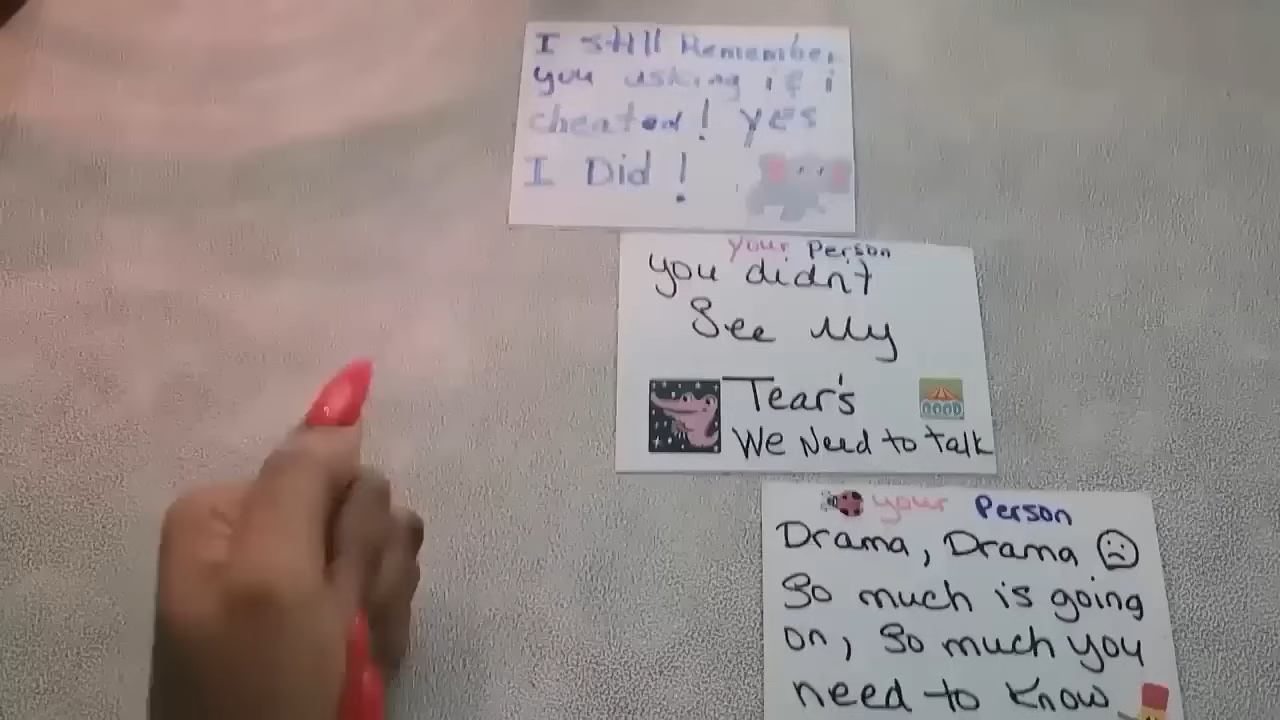 I still Remember
you asking if i
cheated! yes
I Did!
your Person
you didn't
See My
Tear's
GOOD
We Need to talk
your Person
Drama, Drama
So much is going
on, So much you
need to know